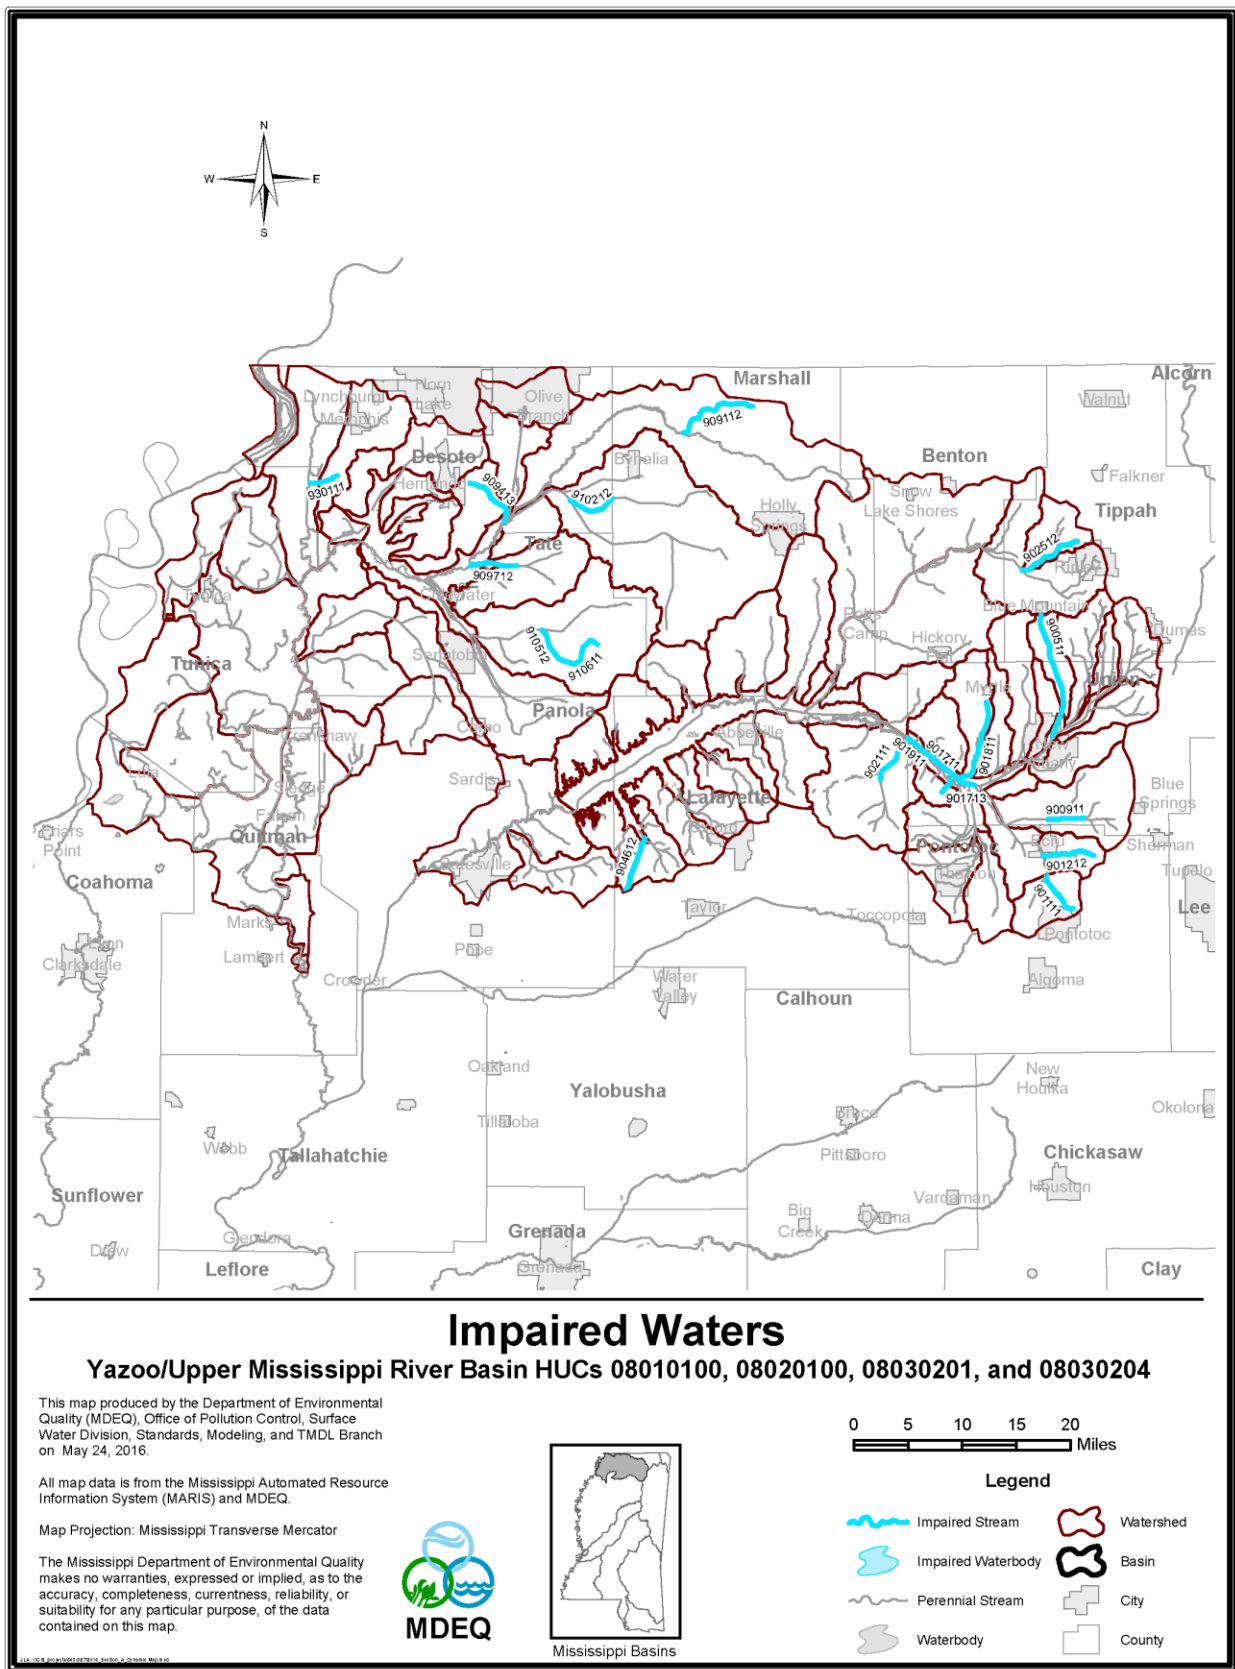 N
W E
S
Marshall
Alcorn
Horn
Lake
Olive
Branch
Lynchburg
Memphis
Walnut
909112
Desoto
Hernando
Byhalia
Benton
Falkner
930111
909413
910212
Snow
Lake Shores
Holly
Springs
Tippah
Tate
902512
Ripley
909712
Coldwater
Tunica
Blue Mountain
Potts
Camp
Hickory
Flat
Dumas
910512
910611
900511
Senatobia
Tunica
Myrtle
Union
Panola
Como
Abbeville
Crenshaw
New
Albany
902111
901911
901711
901811
901713
Lula
Sledge
Sardis
Lafayette
Blue
Springs
Falcon
Quitman
Oxford
900911
Friars
Point
Ecru
Sherman
Pontotoc
904612
Batesville
901212
Thaxton
Tupelo
Coahoma
901111
Lee
Taylor
Toccopola
Marks
Pontotoc
Lyon
Clarksdale
Lambert
Pope
Crowder
Water
Valley
Algoma
Calhoun
Oakland
New
Houlka
Yalobusha
Okolona
Tillatoba
Bruce
Webb
Tallahatchie
Pittsboro
Chickasaw
Sunflower
Vardaman
Houston
Big
Creek
Derma
Drew
Glendora
Grenada
Grenada
Leflore
Clay
Impaired Waters
Yazoo/Upper Mississippi River Basin HUCs 08010100, 08020100, 08030201, and 08030204
This map produced by the Department of Environmental
Quality (MDEQ), Office of Pollution Control, Surface
Water Division, Standards, Modeling, and TMDL Branch
on May 24, 2016.
All map data is from the Mississippi Automated Resource
Information System (MARIS) and MDEQ.
Map Projection: Mississippi Transverse Mercator
The Mississippi Department of Environmental Quality
makes no warranties, expressed or implied, as to the
accuracy, completeness, currentness, reliability, or
suitability for any particular purpose, of the data
contained on this map.
MDEQ
Mississippi Basins
0 5 10 15 20
Miles
Legend
Impaired Stream
Watershed
Impaired Waterbody
Basin
Perennial Stream
City
Waterbody
County